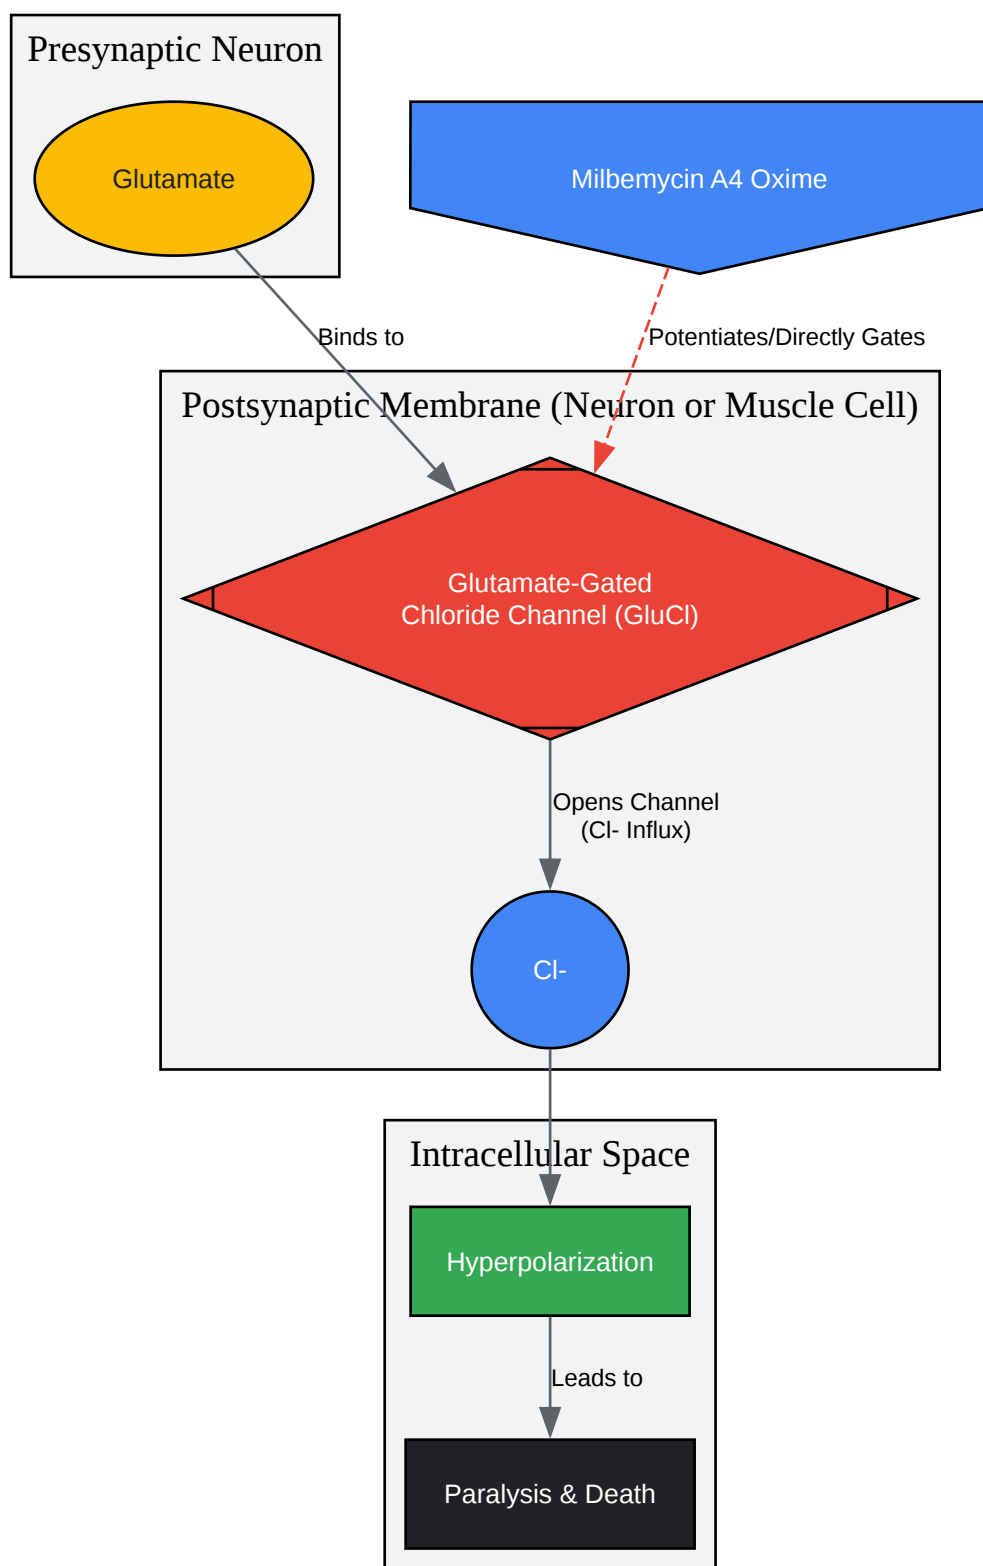 Presynaptic Neuron
Glutamate
Milbemycin A4 Oxime
Binds to
Potentiates/Directly Gates
Postsynaptic Membrane (Neuron or Muscle Cell)
Glutamate-Gated
Chloride Channel (GluCl)
Opens Channel
(Cl- Influx)
Cl-
Intracellular Space
Hyperpolarization
Leads to
Paralysis & Death